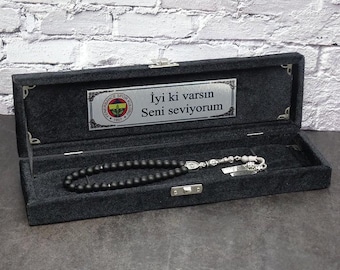 İyi ki varsın
Seni seviyorum